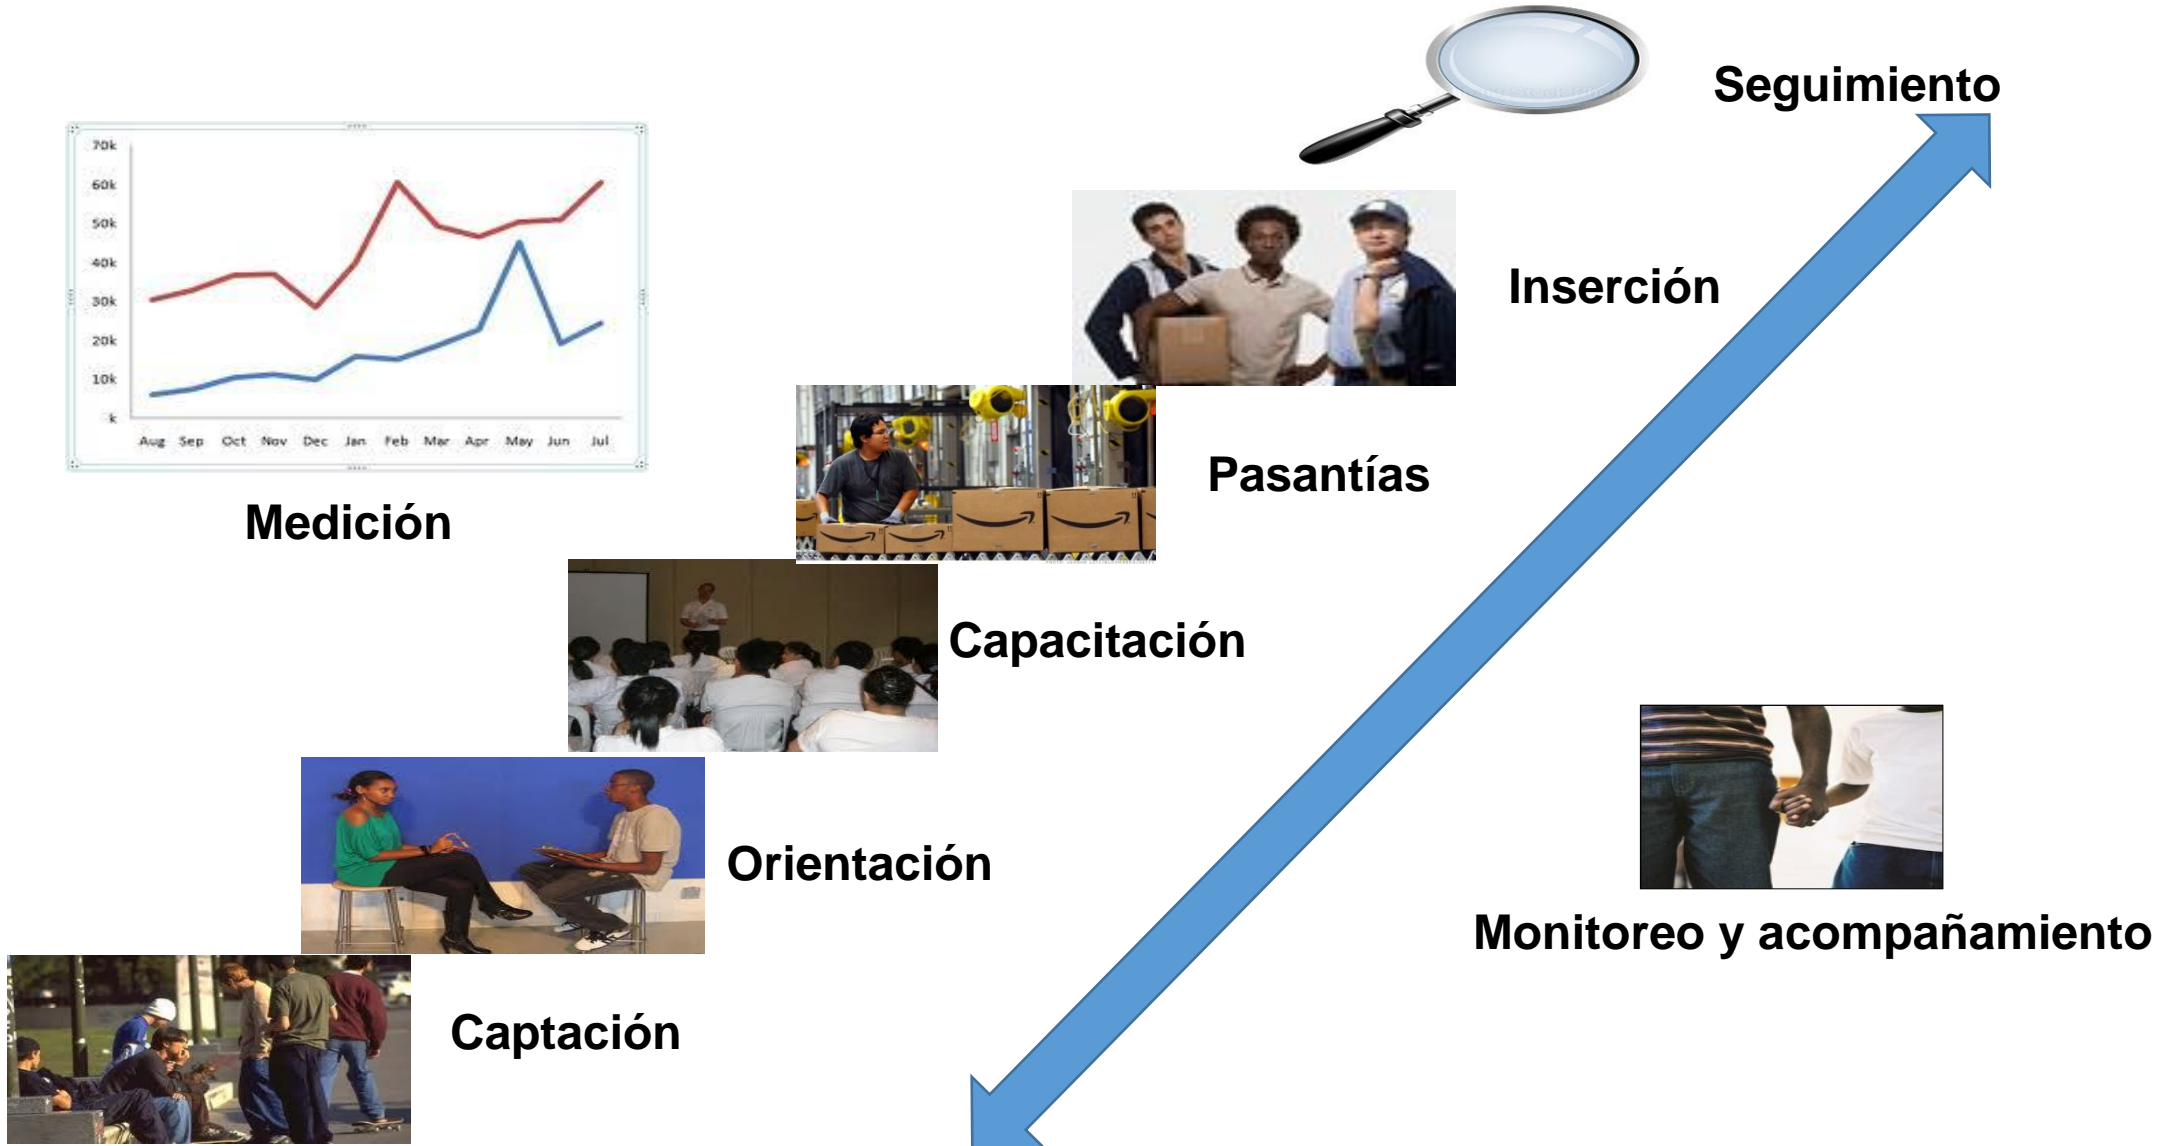 Seguimiento
70k
60k
50k
40k
30k
20k
10k
k
Aug Sep Oct Nov Dec Jan Feb Mar Apr May Jun Jul
Medición
Inserción
Pasantías
Capacitación
Orientación
Monitoreo y acompañamiento
Captación